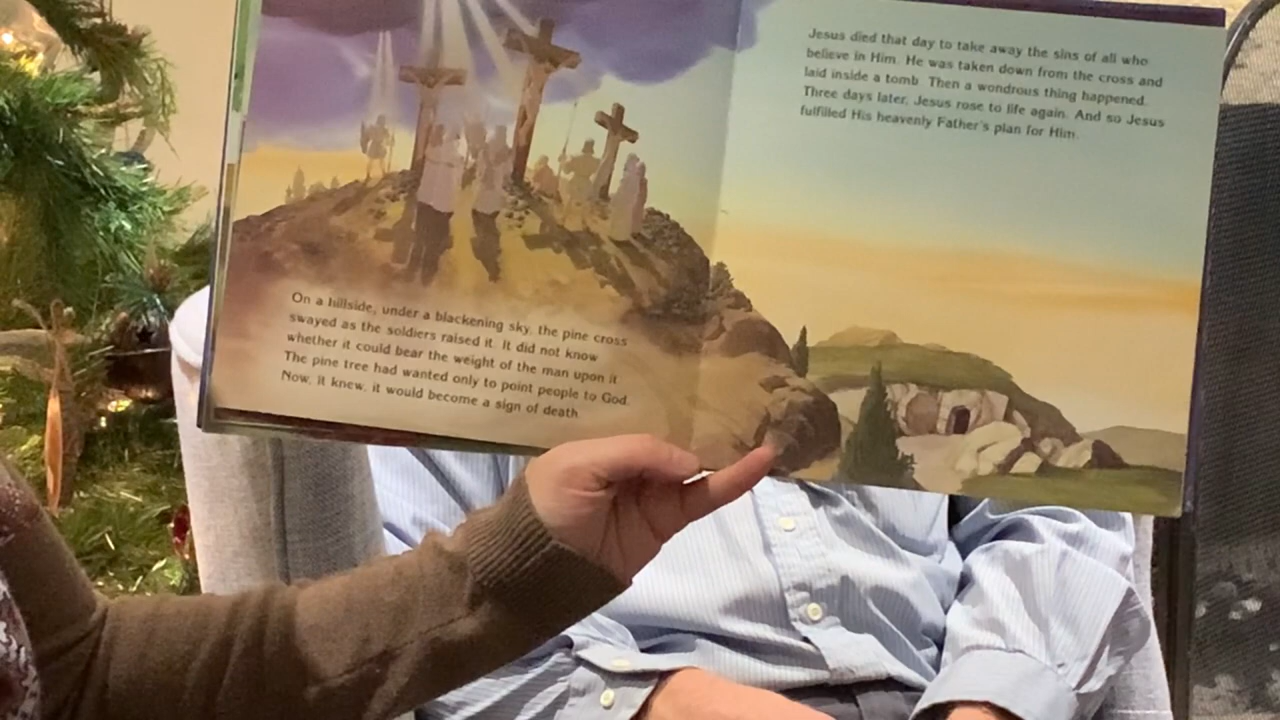 On a hillside, under a blackening sky, the pine cross
swayed as the soldiers raised it. It did not know
whether it could bear the weight of the man upon it.
The pine tree had wanted only to point people to God.
Now, it knew, it would become a sign of death.
Jesus died that day to take away the sins of all who
believe in Him. He was taken down from the cross and
laid inside a tomb. Then a wondrous thing happened.
Three days later, Jesus rose to life again. And so Jesus
fulfilled His heavenly Father's plan for Him.